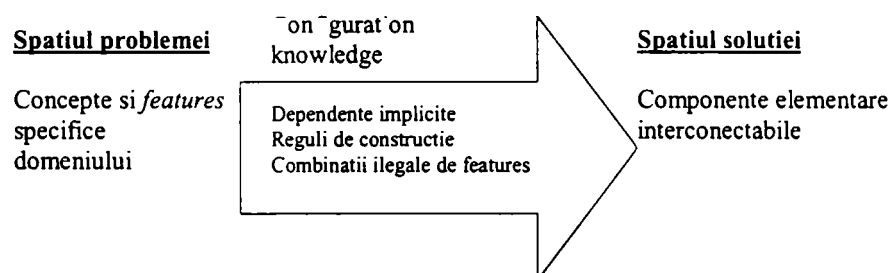 Spatiul problemei
Concepte si features
specifice
domeniului
knowledge
Dependente implicite
Reguli de constructie
Combinatii ilegale de features
Spatiul solutiei
Componente elementare
interconectabile